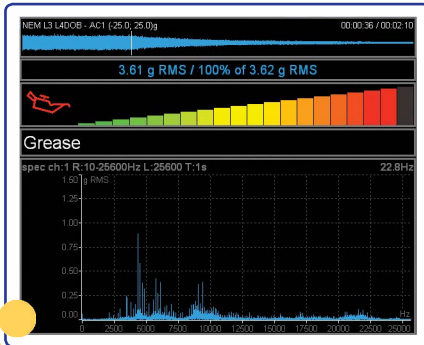 NEM L3 L4DOB - AC1 (-25.0; 25.0)g 00:00:36 / 00:02:10
3.61 g RMS / 100% of 3.62 g RMS
Grease
spec ch:1 R:10-25600Hz L:25600 T:1s 22.8Hz
1.50 g RMS
1.25
1.00
0.75
0.50
0.25
0.00 Hz
0 2500 5000 7500 10000 12500 15000 17500 20000 22500 25000